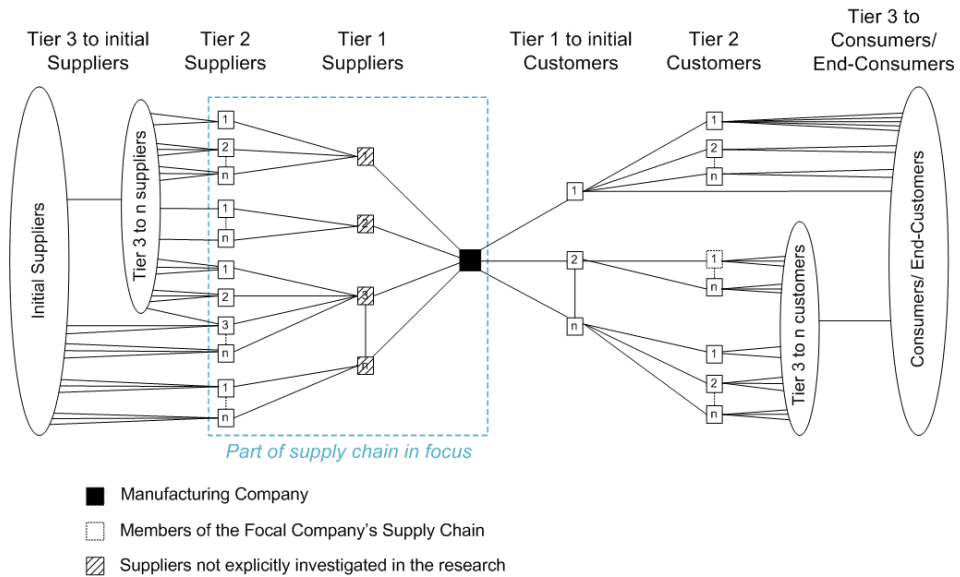 Tier 3 to initial
Suppliers
Tier 2
Suppliers
Tier 1
Suppliers
Tier 1 to initial
Customers
Tier 2
Customers
Tier 3 to
Consumers/
End-Consumers
Initial Suppliers
Tier 3 to n suppliers
1
2
n
1
n
1
2
3
n
1
n
1
2
3
n
1
2
n
1
2
n
1
n
1
2
n
Tier 3 to n customers
Consumers/ End-Customers
Part of supply chain in focus
Manufacturing Company
Members of the Focal Company's Supply Chain
Suppliers not explicitly investigated in the research